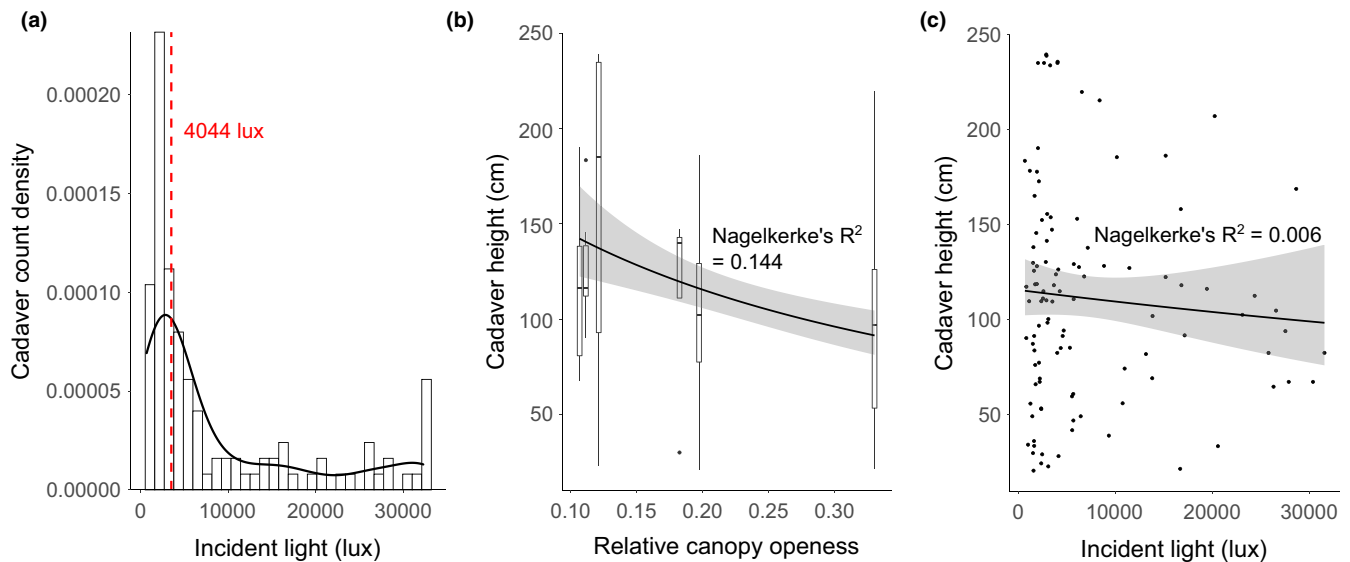 (a)
0.00020
0.00015
0.00010
0.00005
0.00000
Cadaver count density
4044 lux
0
10000
20000
30000
Incident light (lux)
(b)
250
200
150
100
50
Cadaver height (cm)
Nagelkerke's R²
= 0.144
0.10
0.15
0.20
0.25
0.30
Relative canopy openess
(c)
250
200
150
100
50
Cadaver height (cm)
Nagelkerke's R² = 0.006
0
10000
20000
30000
Incident light (lux)